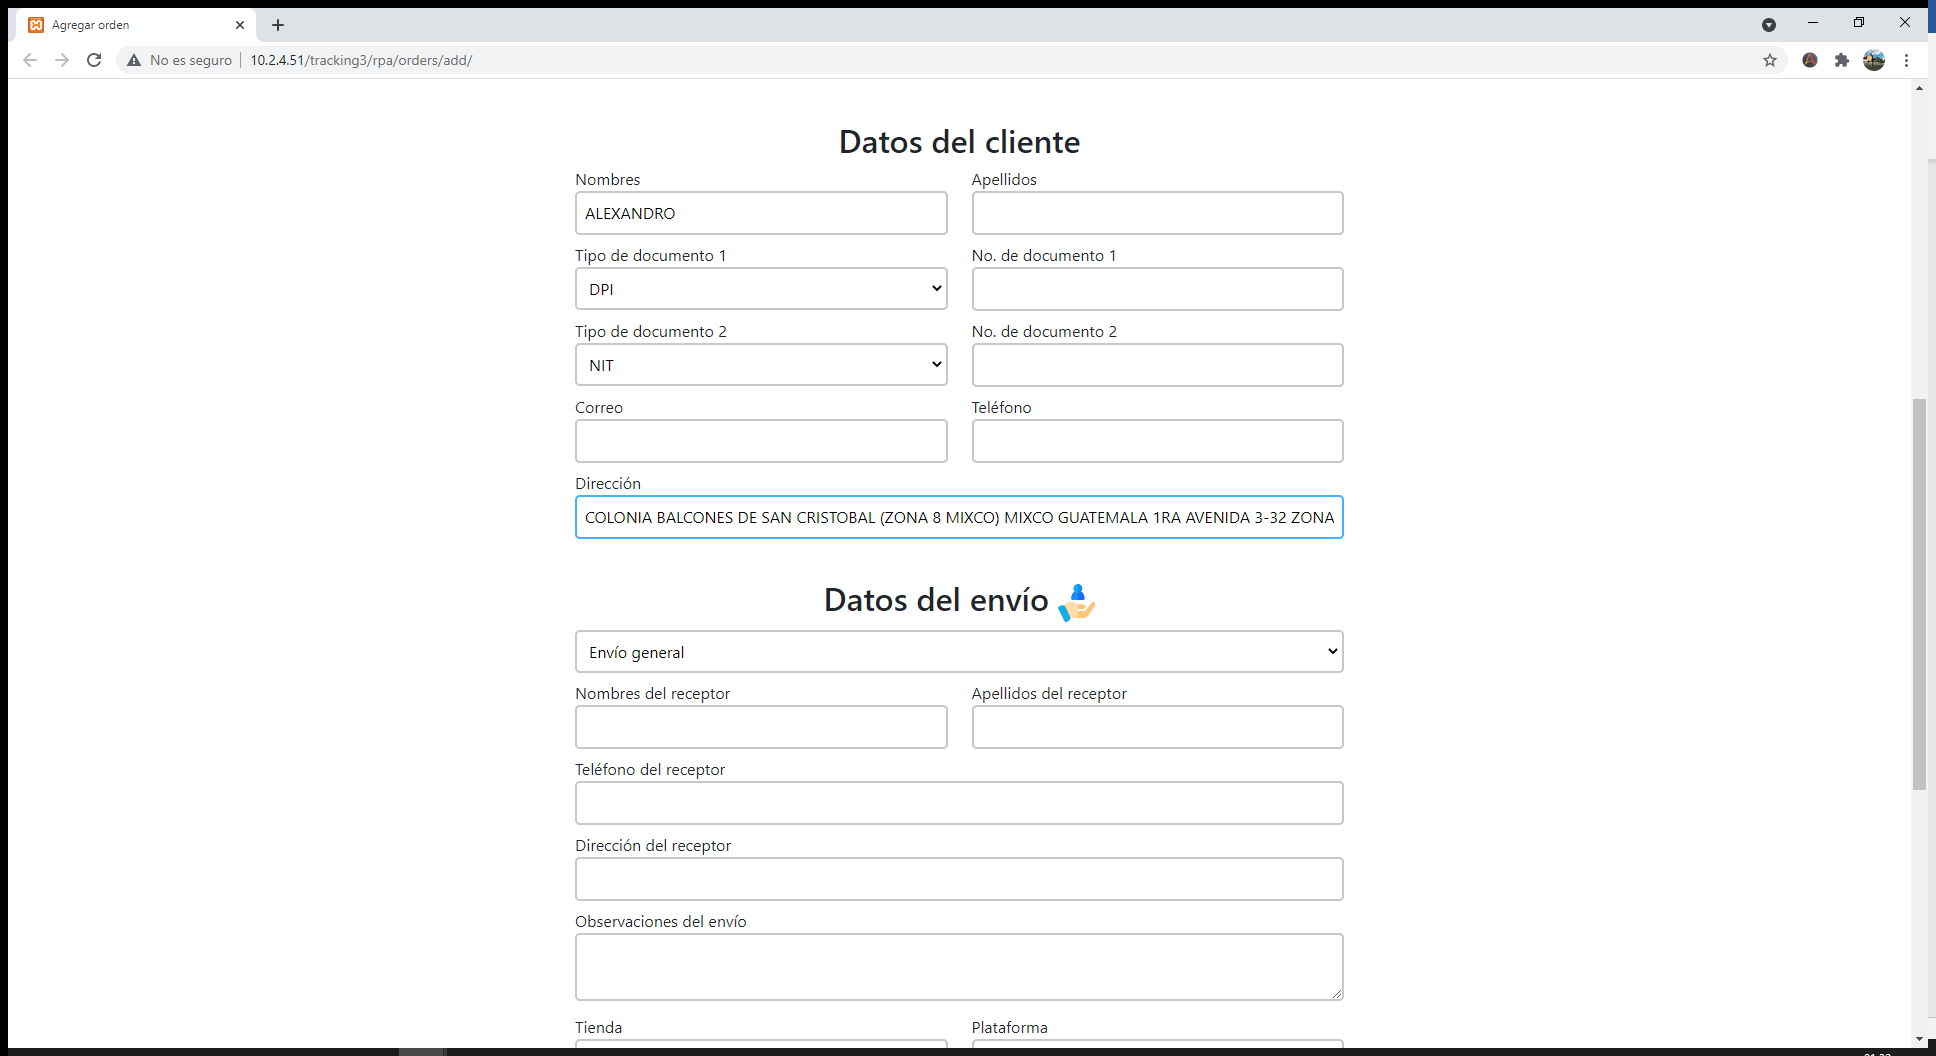 Agregar orden
No es seguro 10.2.4.51/tracking3/rpa/orders/add/
Datos del cliente
Nombres Apellidos
ALEXANDRO
Tipo de documento 1 No. de documento 1
DPI
Tipo de documento 2 No. de documento 2
NIT
Correo Teléfono
Dirección
COLONIA BALCONES DE SAN CRISTOBAL (ZONA 8 MIXCO) MIXCO GUATEMALA 1RA AVENIDA 3-32 ZONA
Datos del envío
Envío general
Nombres del receptor Apellidos del receptor
Teléfono del receptor
Dirección del receptor
Observaciones del envío
Tienda Plataforma